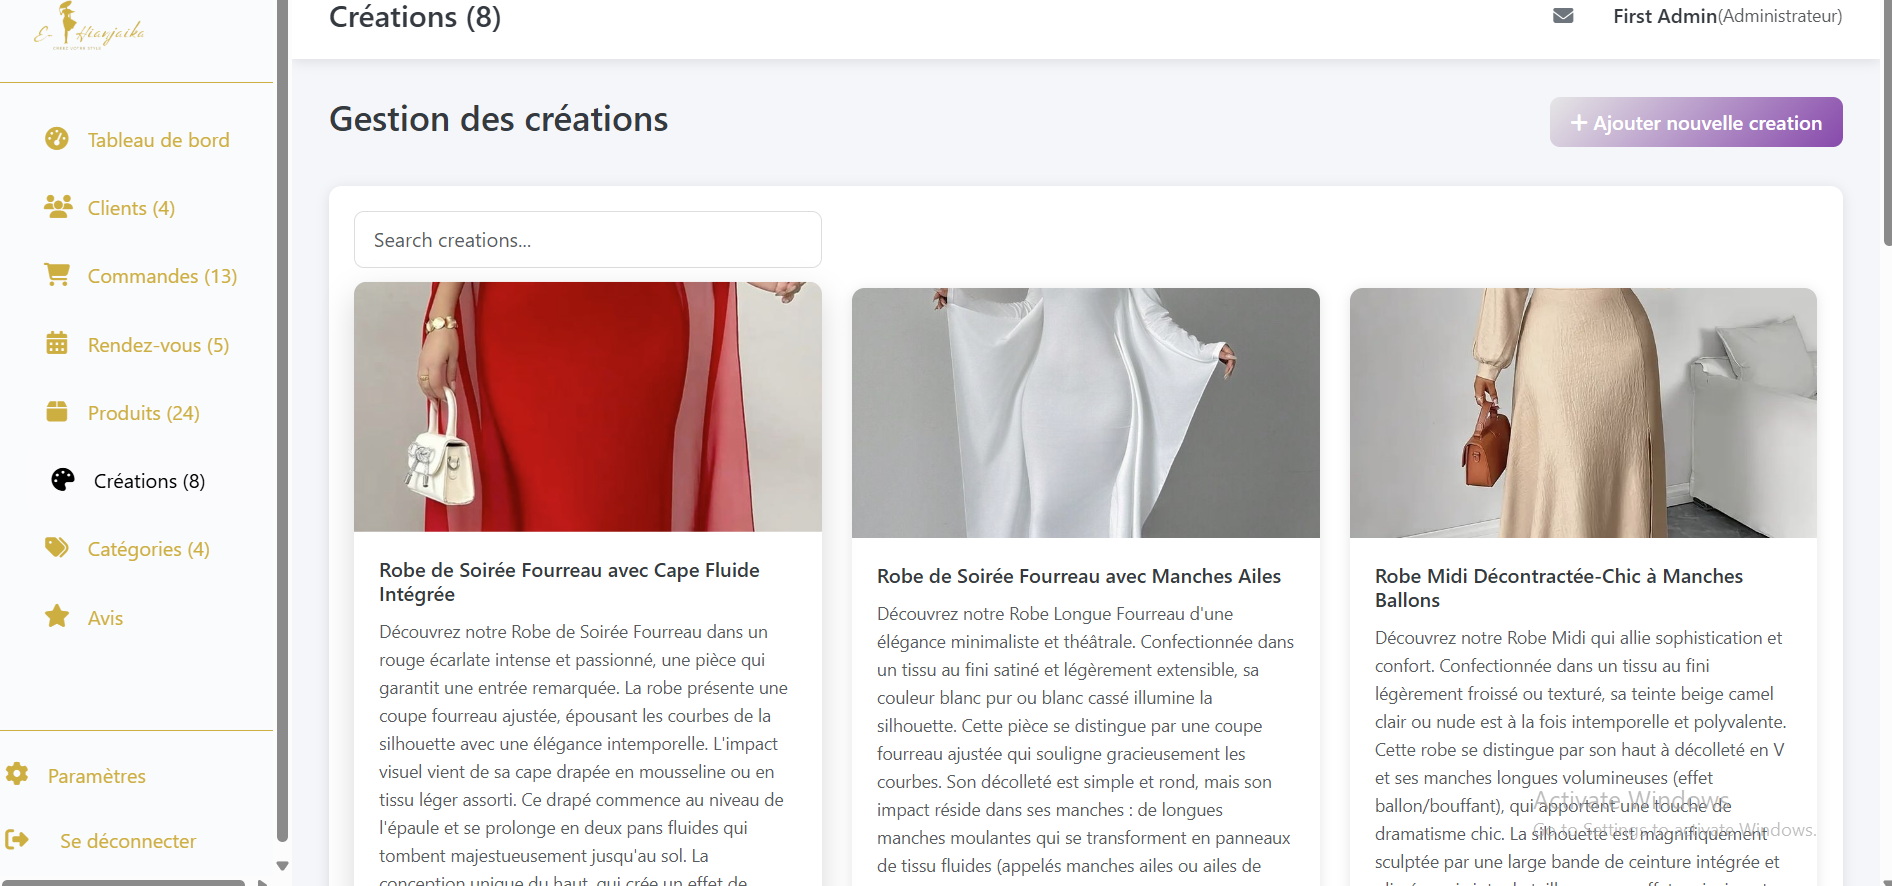 E-Hianjaika
Créations (8)
First Admin(Administrateur)
Tableau de bord
Clients (4)
Commandes (13)
Rendez-vous (5)
Produits (24)
Créations (8)
Catégories (4)
Avis
Paramètres
Se déconnecter
Gestion des créations
Ajouter nouvelle creation
Search creations...
Robe de Soirée Fourreau avec Cape Fluide
Intégrée
Découvrez notre Robe de Soirée Fourreau dans un
rouge écarlate intense et passionné, une pièce qui
garantit une entrée remarquée. La robe présente une
coupe fourreau ajustée, épousant les courbes de la
silhouette avec une élégance intemporelle. L'impact
visuel vient de sa cape drapée en mousseline ou en
tissu léger assorti. Ce drapé commence au niveau de
l'épaule et se prolonge en deux pans fluides qui
tombent majestueusement jusqu'au sol. La
conception unique du haut, qui crée un effet de
Robe de Soirée Fourreau avec Manches Ailes
Découvrez notre Robe Longue Fourreau d'une
élégance minimaliste et théâtrale. Confectionnée dans
un tissu au fini satiné et légèrement extensible, sa
couleur blanc pur ou blanc cassé illumine la
silhouette. Cette pièce se distingue par une coupe
fourreau ajustée qui souligne gracieusement les
courbes. Son décolleté est simple et rond, mais son
impact réside dans ses manches : de longues
manches moulantes qui se transforment en panneaux
de tissu fluides (appelés manches ailes ou ailes de
Robe Midi Décontractée-Chic à Manches
Ballons
Découvrez notre Robe Midi qui allie sophistication et
confort. Confectionnée dans un tissu au fini
légèrement froissé ou texturé, sa teinte beige camel
clair ou nude est à la fois intemporelle et polyvalente.
Cette robe se distingue par son haut à décolleté en V
et ses manches longues volumineuses (effet
ballon/bouffant), qui apportent une touche de
dramatisme chic. La silhouette est magnifiquement
sculptée par une large bande de ceinture intégrée et
Activate Windows
Go to Settings to activate Windows.